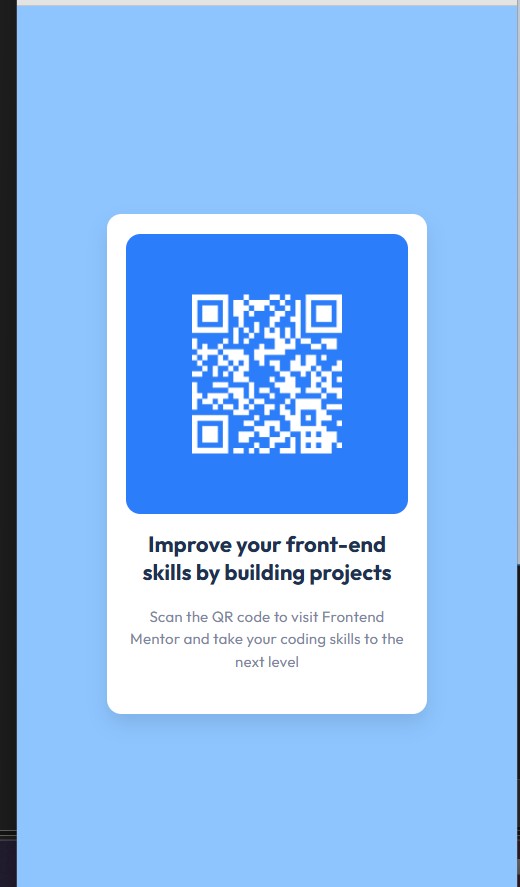 Improve your front-end
skills by building projects
Scan the QR code to visit Frontend
Mentor and take your coding skills to the
next level